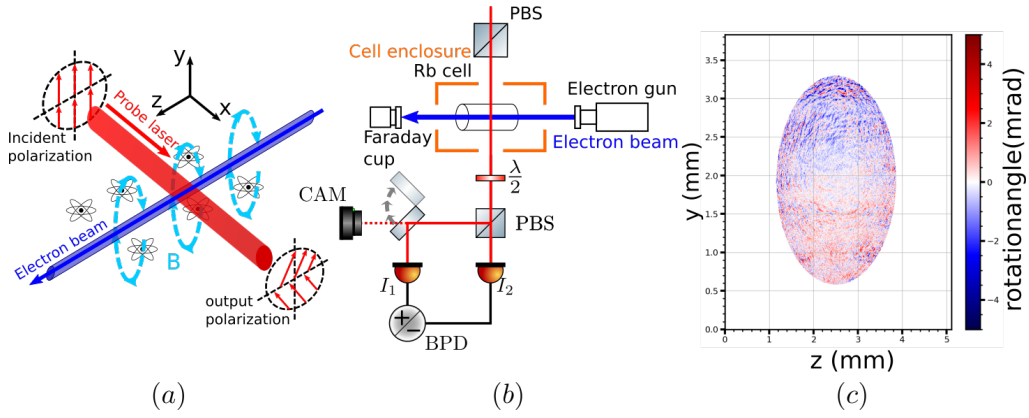 y
z
x
Incident
polarization
Probe laser
Electron beam
B
output
polarization
(a)
PBS
Cell enclosure
Rb cell
Electron gun
Electron beam
Faraday
cup
λ
2
CAM
PBS
I1
I2
+
-
BPD
(b)
y (mm)
3.5
3.0
2.5
2.0
1.5
1.0
0.5
0.0
0
1
2
3
4
5
z (mm)
4
2
0
−2
−4
rotationangle(mrad)
(c)